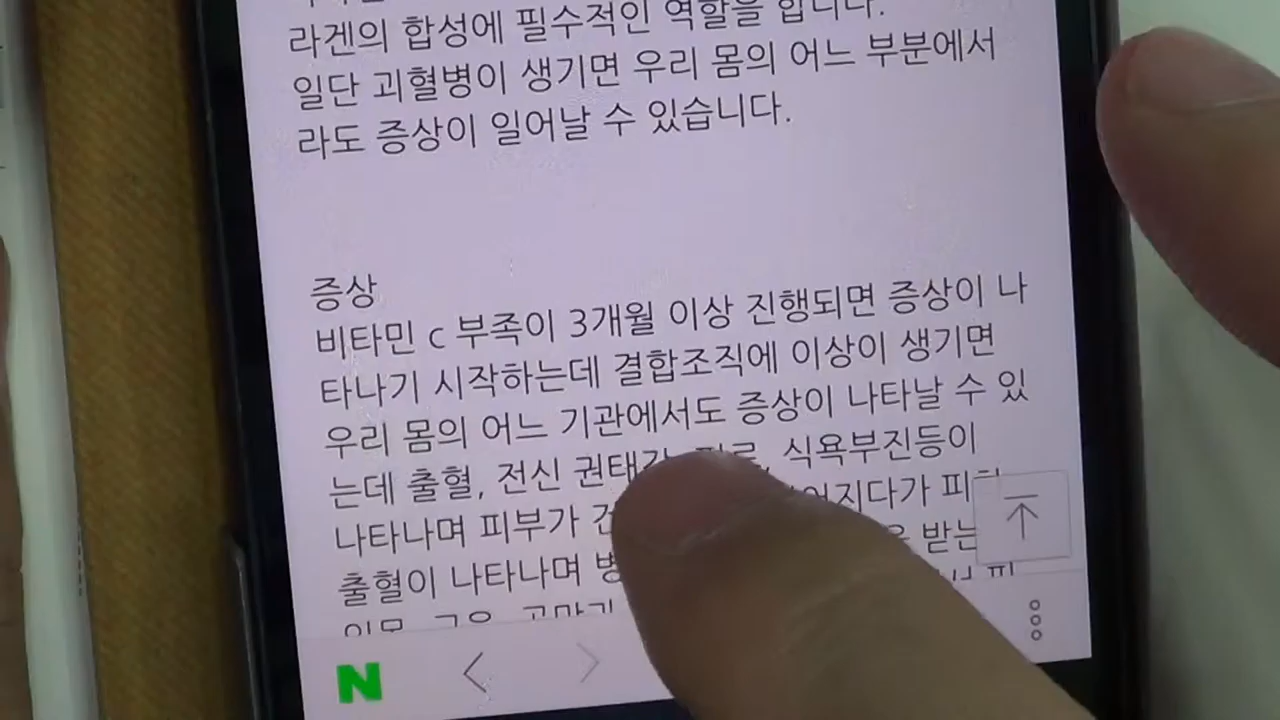 라겐의 합성에 필수적인 역할을 합니다.
일단 괴혈병이 생기면 우리 몸의 어느 부분에서
라도 증상이 일어날 수 있습니다.
증상
비타민 c 부족이 3개월 이상 진행되면 증상이 나
타나기 시작하는데 결합조직에 이상이 생기면
우리 몸의 어느 기관에서도 증상이 나타날 수 있
는데 출혈, 전신 권태감 피로, 식욕부진등이
나타나며 피부가
출혈이 나타나며 받는
N